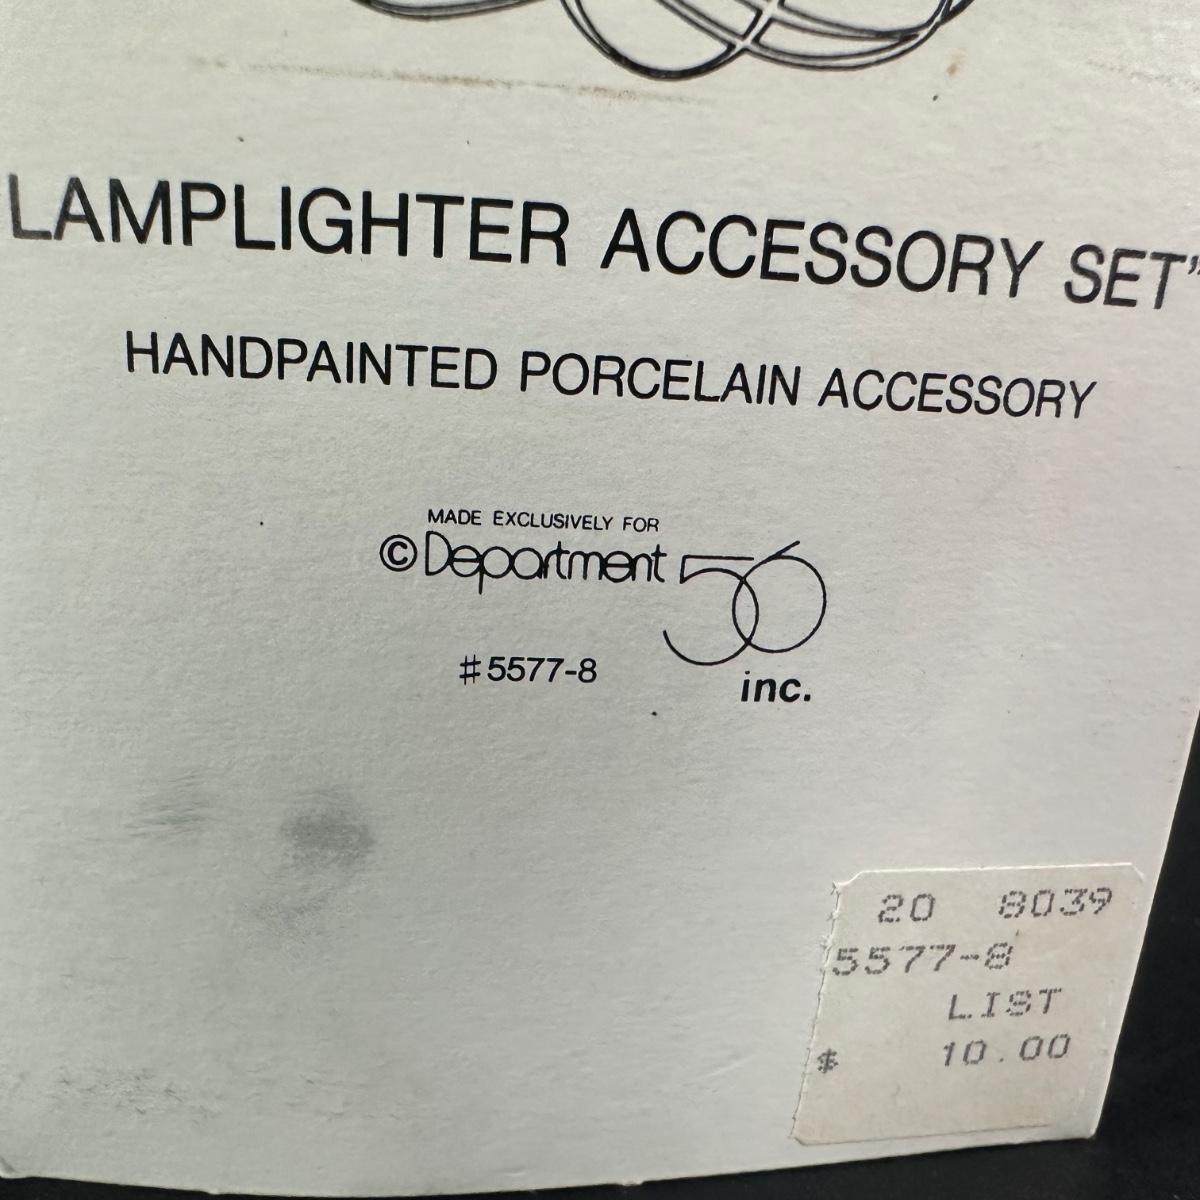 LAMPLIGHTER ACCESSORY SET”
HANDPAINTED PORCELAIN ACCESSORY
MADE EXCLUSIVELY FOR
©Department 56
#5577-8
inc.
20 8039
5577-8
LIST
$ 10.00